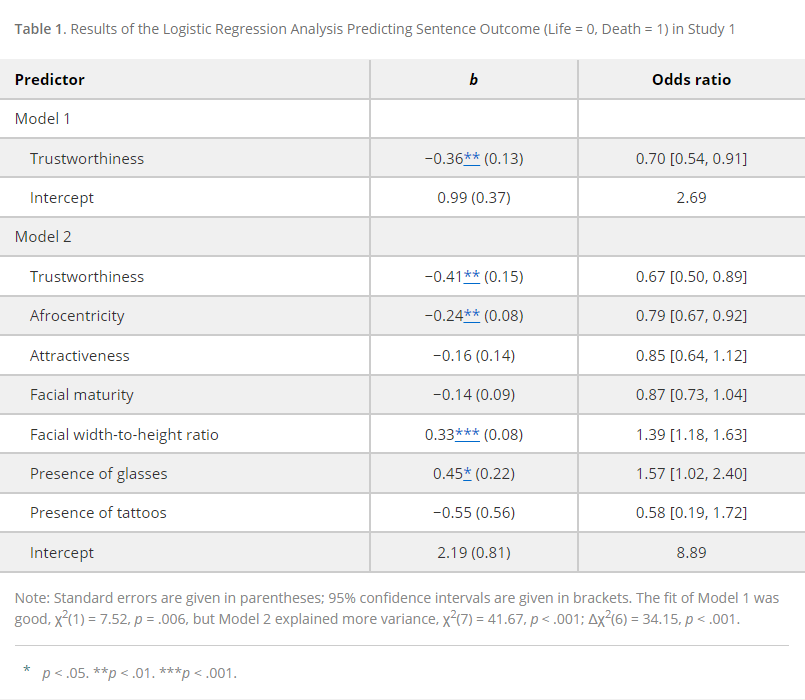 Table 1. Results of the Logistic Regression Analysis Predicting Sentence Outcome (Life = 0, Death = 1) in Study 1
Predictor b Odds ratio
Model 1
Trustworthiness −0.36** (0.13) 0.70 [0.54, 0.91]
Intercept 0.99 (0.37) 2.69
Model 2
Trustworthiness −0.41** (0.15) 0.67 [0.50, 0.89]
Afrocentricity −0.24** (0.08) 0.79 [0.67, 0.92]
Attractiveness −0.16 (0.14) 0.85 [0.64, 1.12]
Facial maturity −0.14 (0.09) 0.87 [0.73, 1.04]
Facial width-to-height ratio 0.33*** (0.08) 1.39 [1.18, 1.63]
Presence of glasses 0.45* (0.22) 1.57 [1.02, 2.40]
Presence of tattoos −0.55 (0.56) 0.58 [0.19, 1.72]
Intercept 2.19 (0.81) 8.89
Note: Standard errors are given in parentheses; 95% confidence intervals are given in brackets. The fit of Model 1 was
good, χ²(1) = 7.52, p = .006, but Model 2 explained more variance, χ²(7) = 41.67, p < .001; Δχ²(6) = 34.15, p < .001.
* p < .05. **p < .01. ***p < .001.